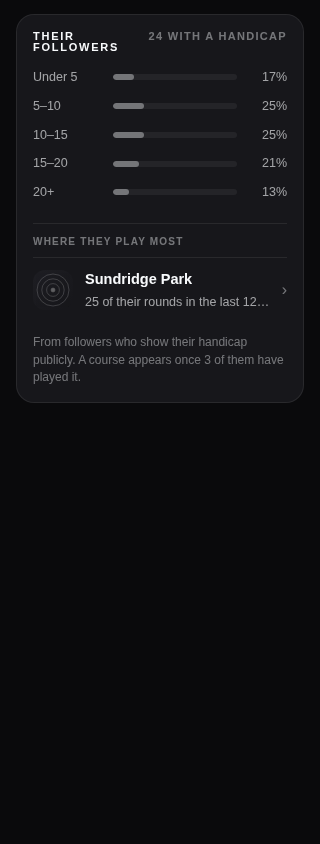 THEIR FOLLOWERS
24 WITH A HANDICAP
Under 5 17%
5–10 25%
10–15 25%
15–20 21%
20+ 13%
WHERE THEY PLAY MOST
Sundridge Park
25 of their rounds in the last 12… ›
From followers who show their handicap
publicly. A course appears once 3 of them have
played it.